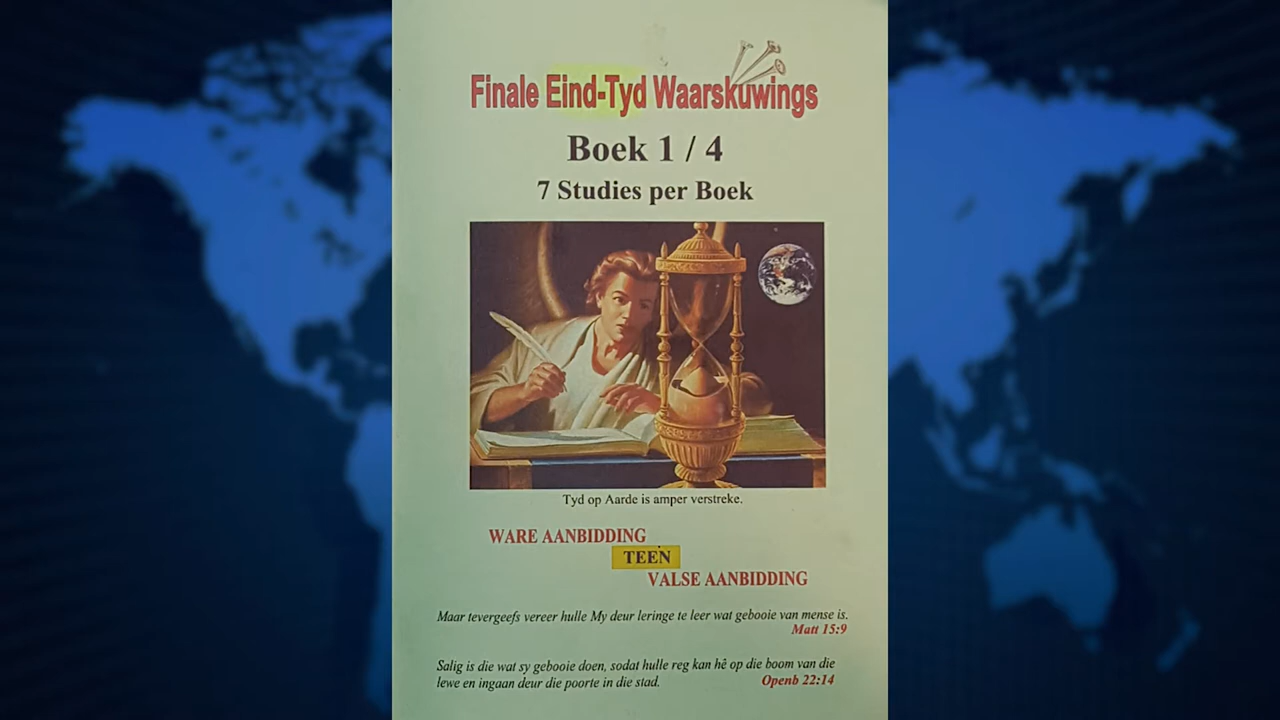 Finale Eind-Tyd Waarskuwings
Boek 1 / 4
7 Studies per Boek
Tyd op Aarde is amper verstreke.
WARE AANBIDDING
TEEN
VALSE AANBIDDING
Maar tevergeefs vereer hulle My deur leringe te leer wat gebooie van mense is.
Matt 15:9
Salig is die wat sy gebooie doen, sodat hulle reg kan hê op die boom van die
lewe en ingaan deur die poorte in die stad. Openb 22:14